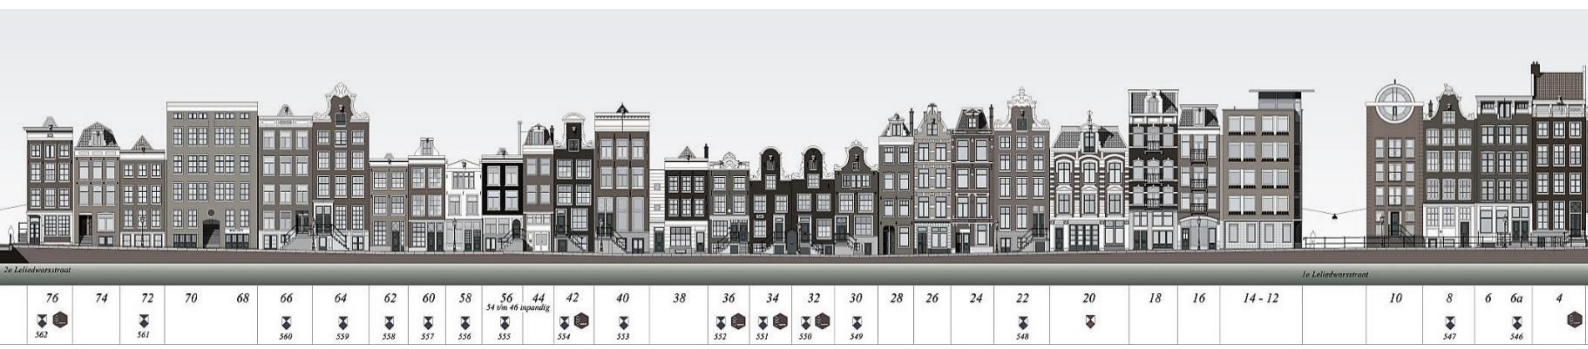 2e Leliedwarsstraat
1e Leliedwarsstraat
76 74 72 70 68 66 64 62 60 58 56 44 42 40 38 36 34 32 30 28 26 24 22 20 18 16 14 - 12 10 8 6 6a 4
54 t/m 46 inpandig
562 561 560 559 558 557 556 555 554 553 552 551 550 549 548 547 546